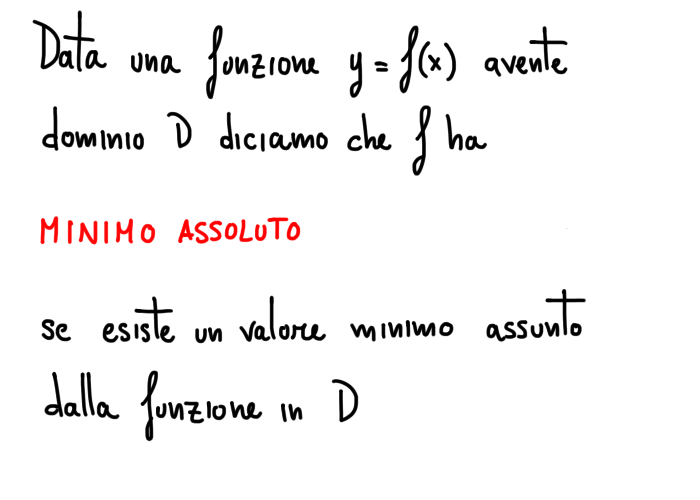 Data una funzione y = f(x) avente
dominio D diciamo che f ha
MINIMO ASSOLUTO
se esiste un valore minimo assunto
dalla funzione in D